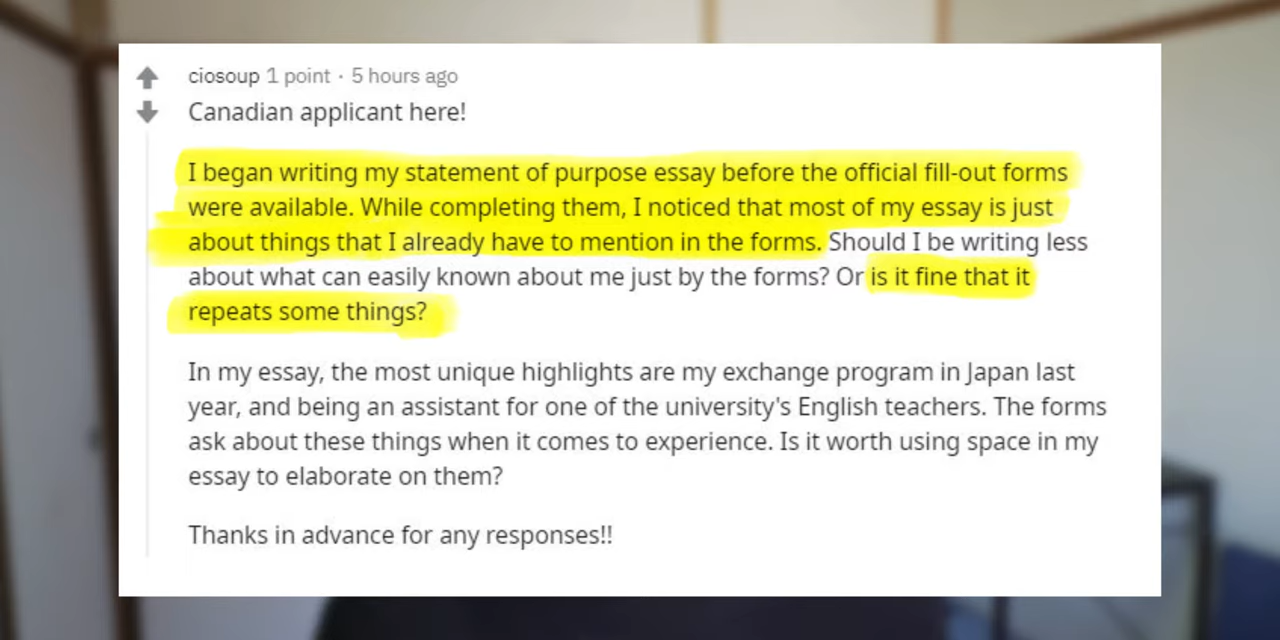 ciosoup 1 point · 5 hours ago
Canadian applicant here!
I began writing my statement of purpose essay before the official fill-out forms
were available. While completing them, I noticed that most of my essay is just
about things that I already have to mention in the forms. Should I be writing less
about what can easily known about me just by the forms? Or is it fine that it
repeats some things?
In my essay, the most unique highlights are my exchange program in Japan last
year, and being an assistant for one of the university's English teachers. The forms
ask about these things when it comes to experience. Is it worth using space in my
essay to elaborate on them?
Thanks in advance for any responses!!